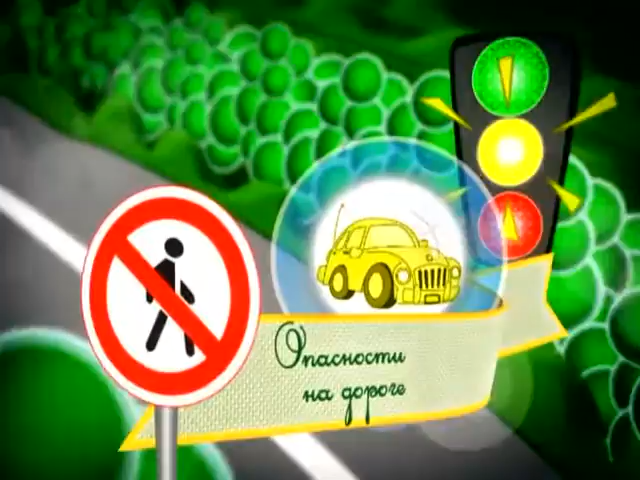 Опасности
на дороге